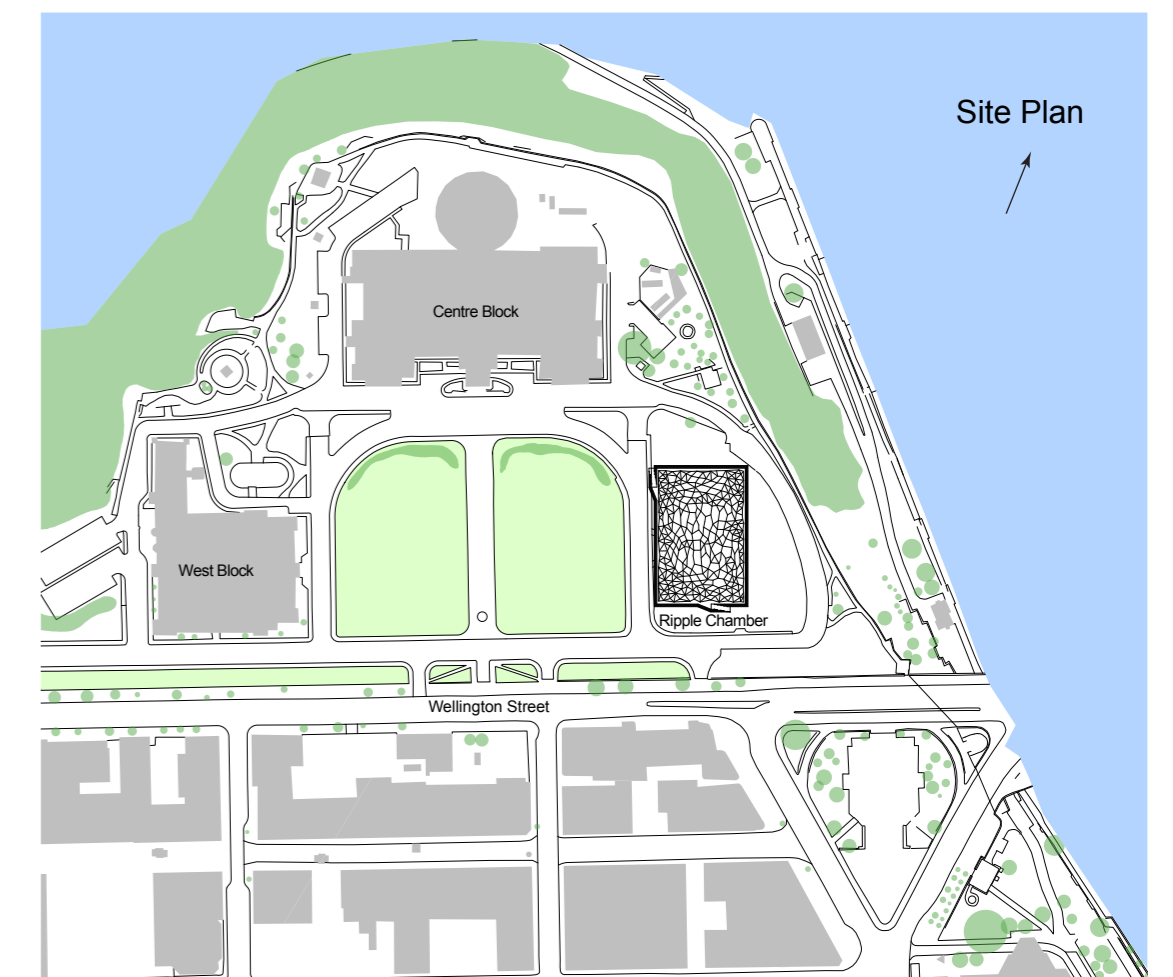 Site Plan
Centre Block
West Block
Ripple Chamber
Wellington Street